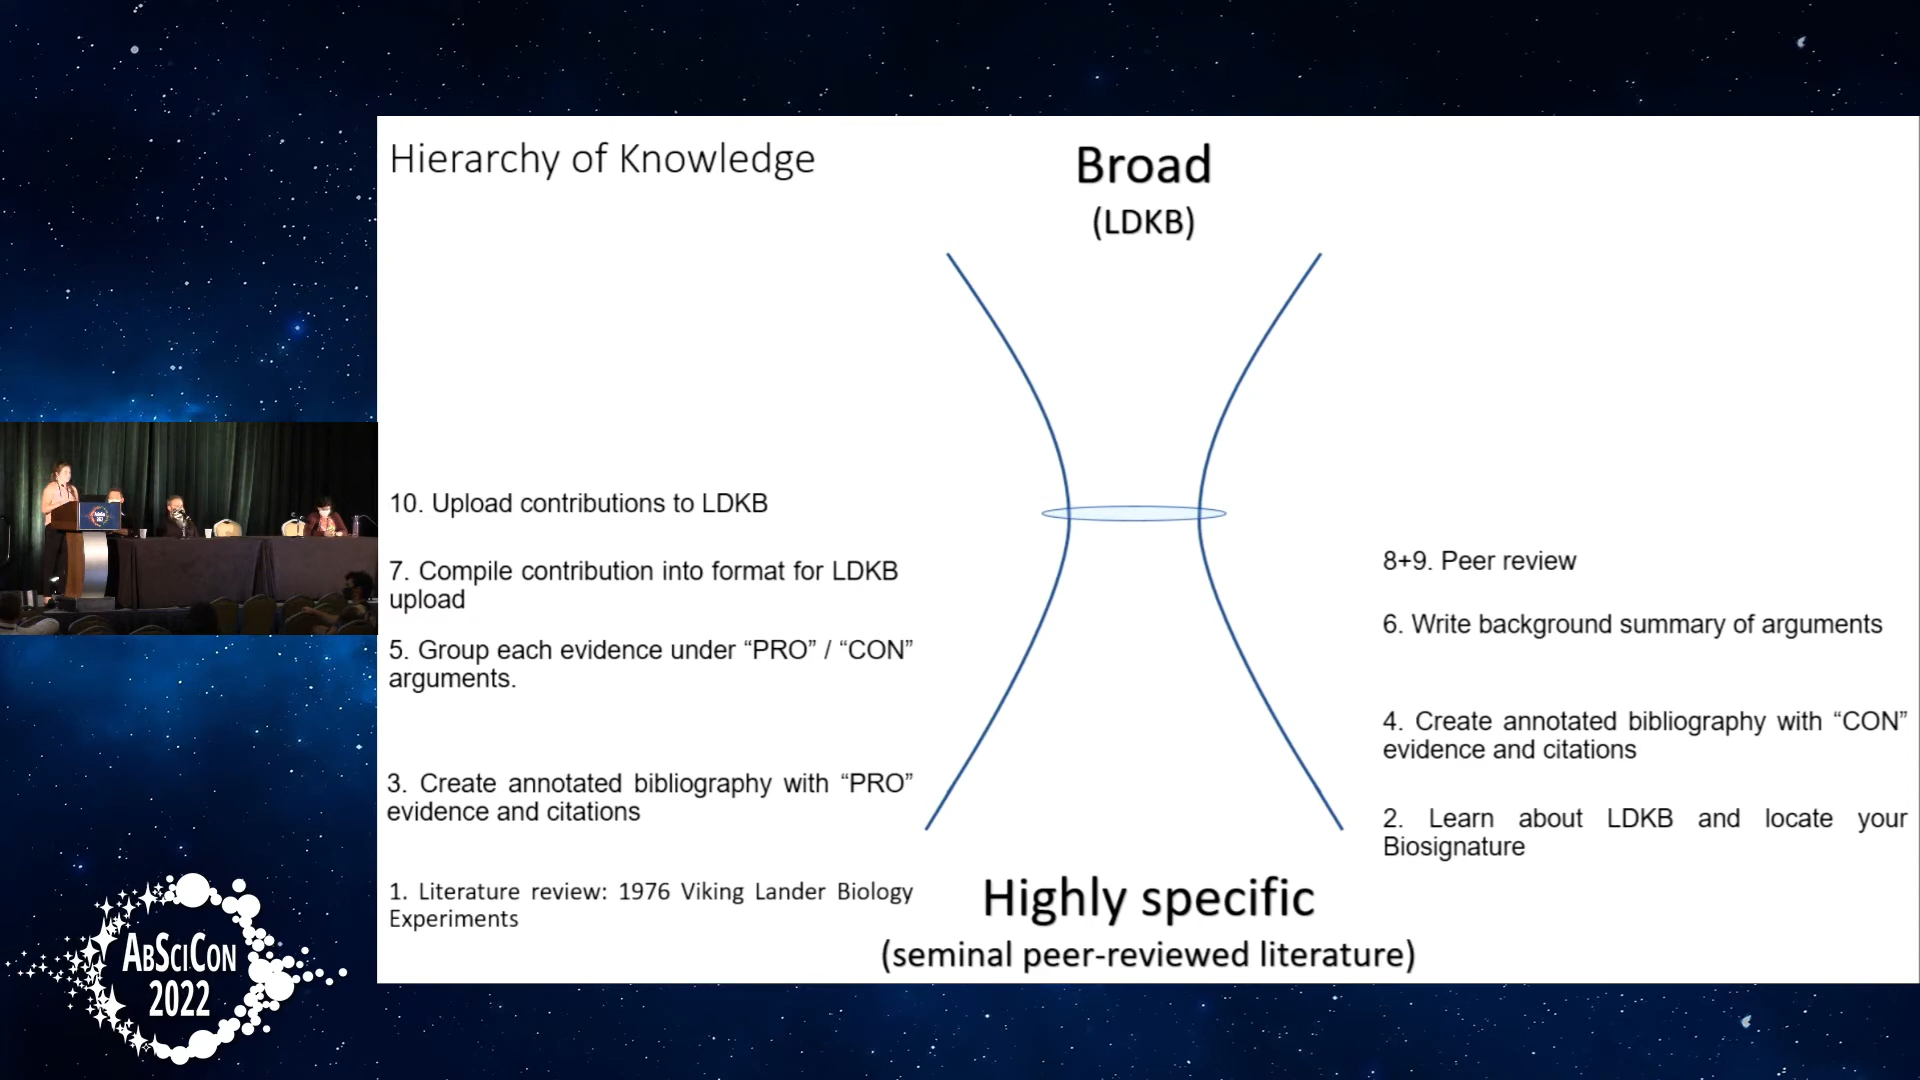 Hierarchy of Knowledge
Broad
(LDKB)
10. Upload contributions to LDKB
7. Compile contribution into format for LDKB
upload
5. Group each evidence under “PRO” / “CON”
arguments.
3. Create annotated bibliography with “PRO”
evidence and citations
1. Literature review: 1976 Viking Lander Biology
Experiments
8+9. Peer review
6. Write background summary of arguments
4. Create annotated bibliography with “CON”
evidence and citations
2. Learn about LDKB and locate your
Biosignature
Highly specific
(seminal peer-reviewed literature)
ABSCICON
2022